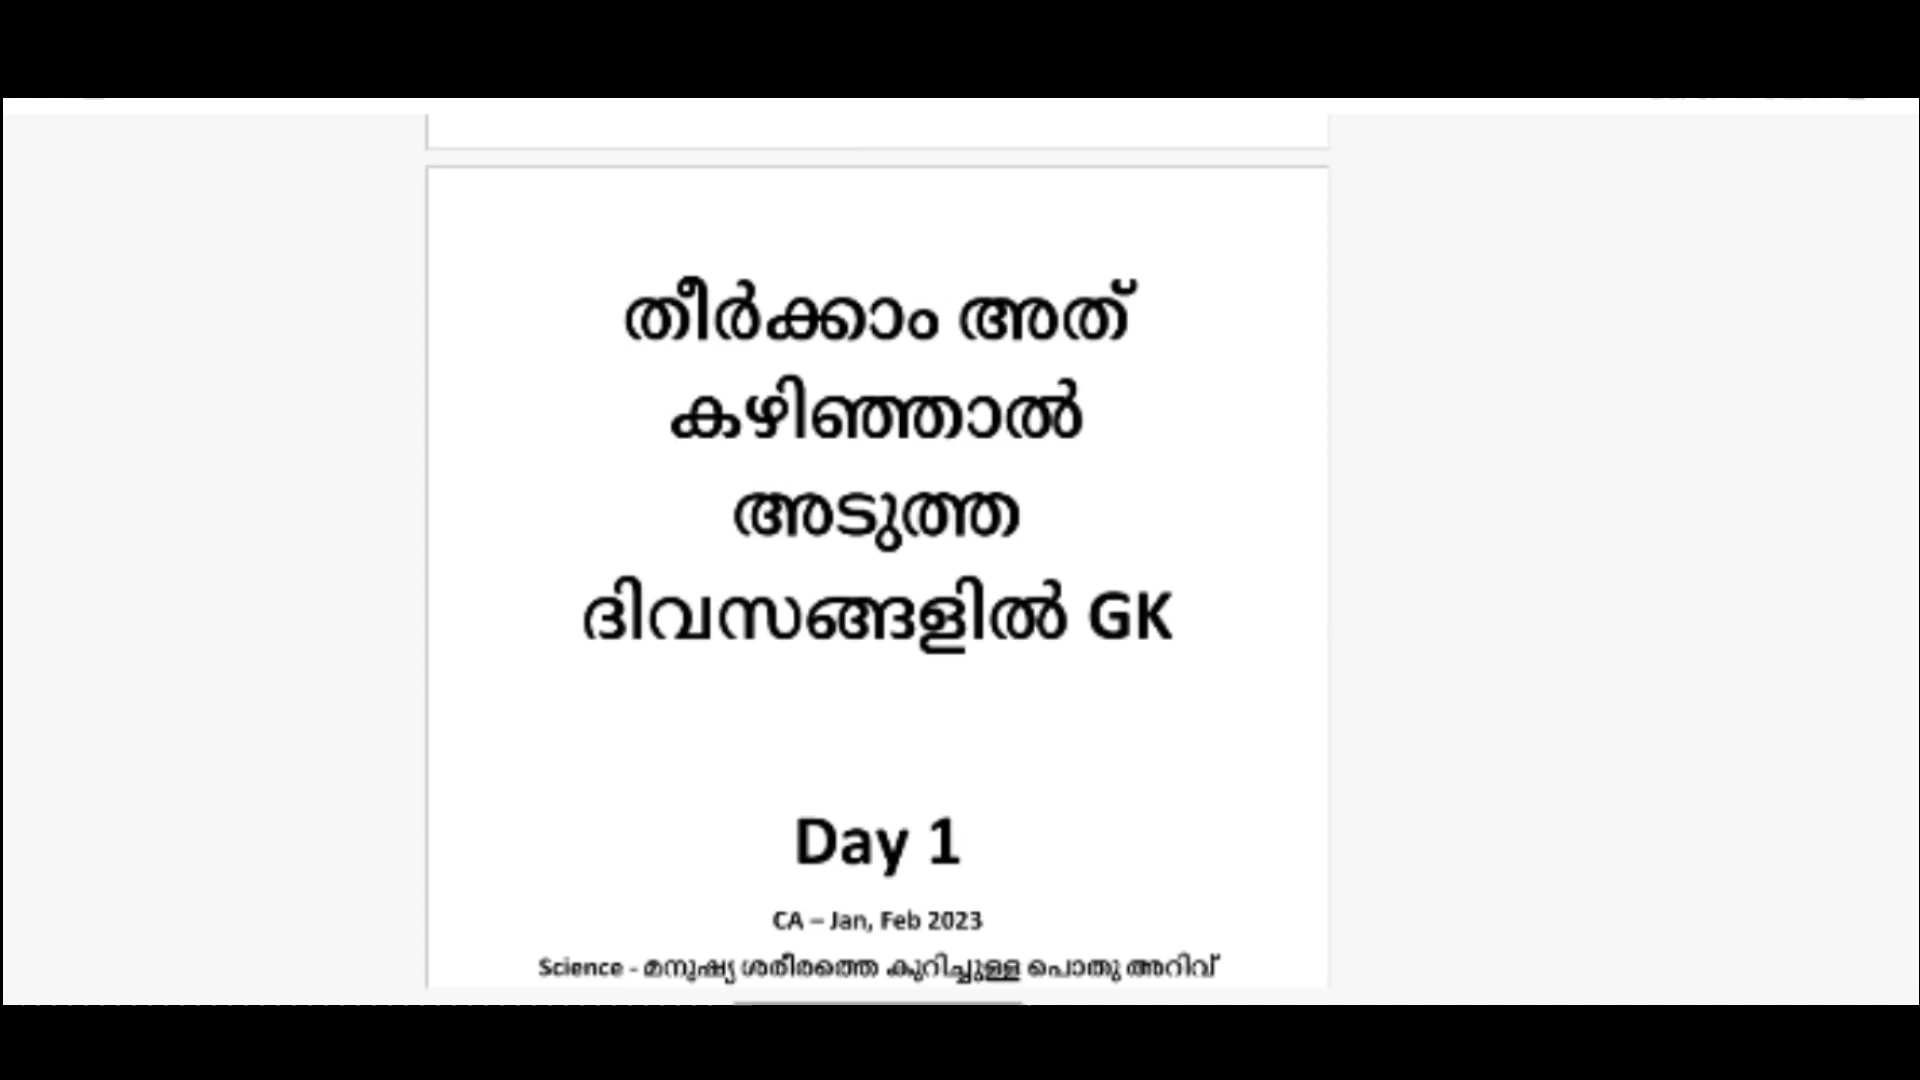 തീർക്കാം അത്
കഴിഞ്ഞാൽ
അടുത്ത
ദിവസങ്ങളിൽ GK
Day 1
CA – Jan, Feb 2023
Science - മനുഷ്യ ശരീരത്തെ കുറിച്ചുള്ള പൊതു അറിവ്